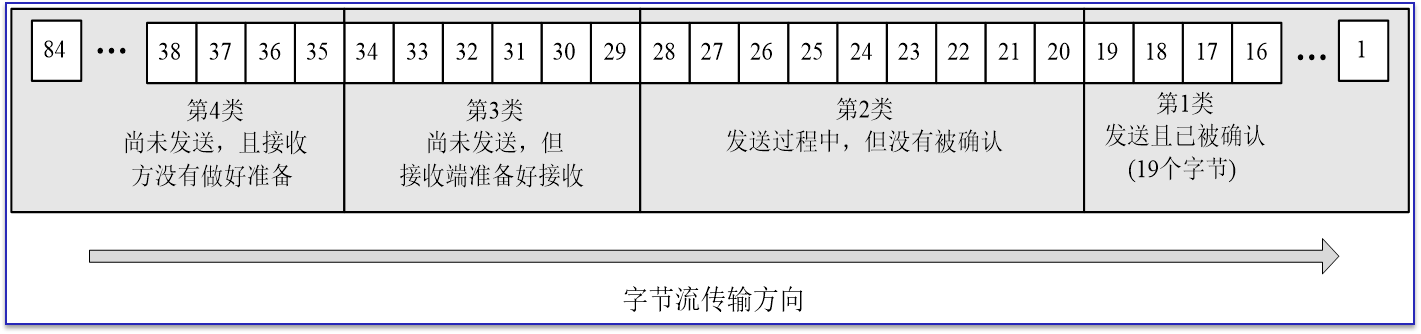 84 ... 38 37 36 35 34 33 32 31 30 29 28 27 26 25 24 23 22 21 20 19 18 17 16 ... 1
第4类
尚未发送，且接收
方没有做好准备
第3类
尚未发送，但
接收端准备好接收
第2类
发送过程中，但没有被确认
第1类
发送且已被确认
(19个字节)
字节流传输方向